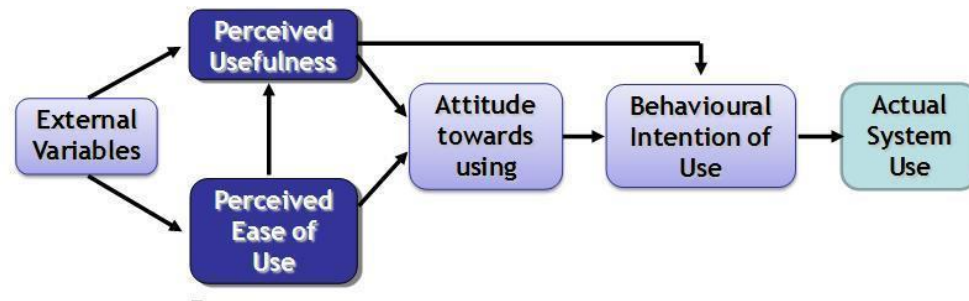 Perceived
Usefulness
External
Variables
Perceived
Ease of
Use
Attitude
towards
using
Behavioural
Intention of
Use
Actual
System
Use